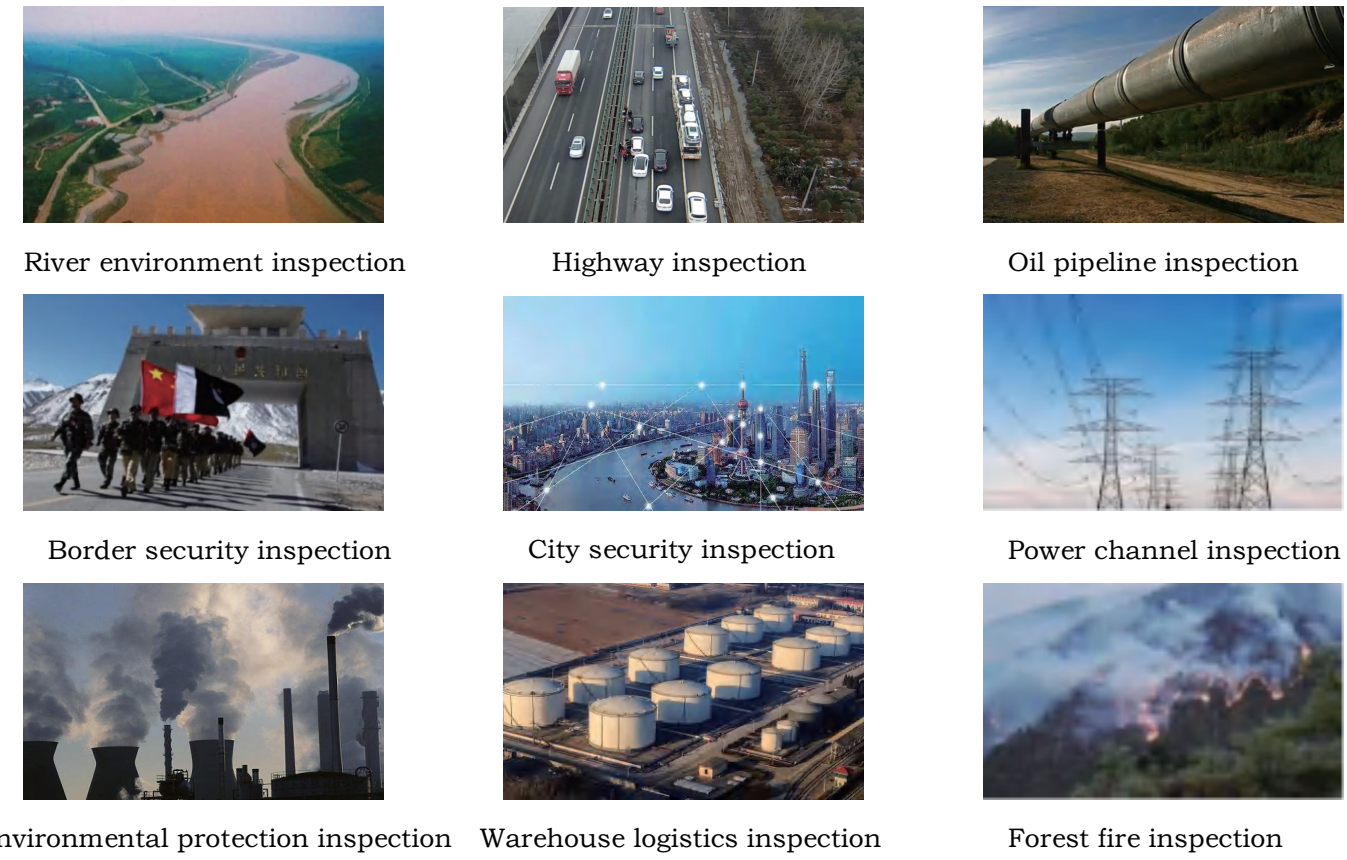 River environment inspection
Highway inspection
Oil pipeline inspection
Border security inspection
City security inspection
Power channel inspection
nvironmental protection inspection
Warehouse logistics inspection
Forest fire inspection